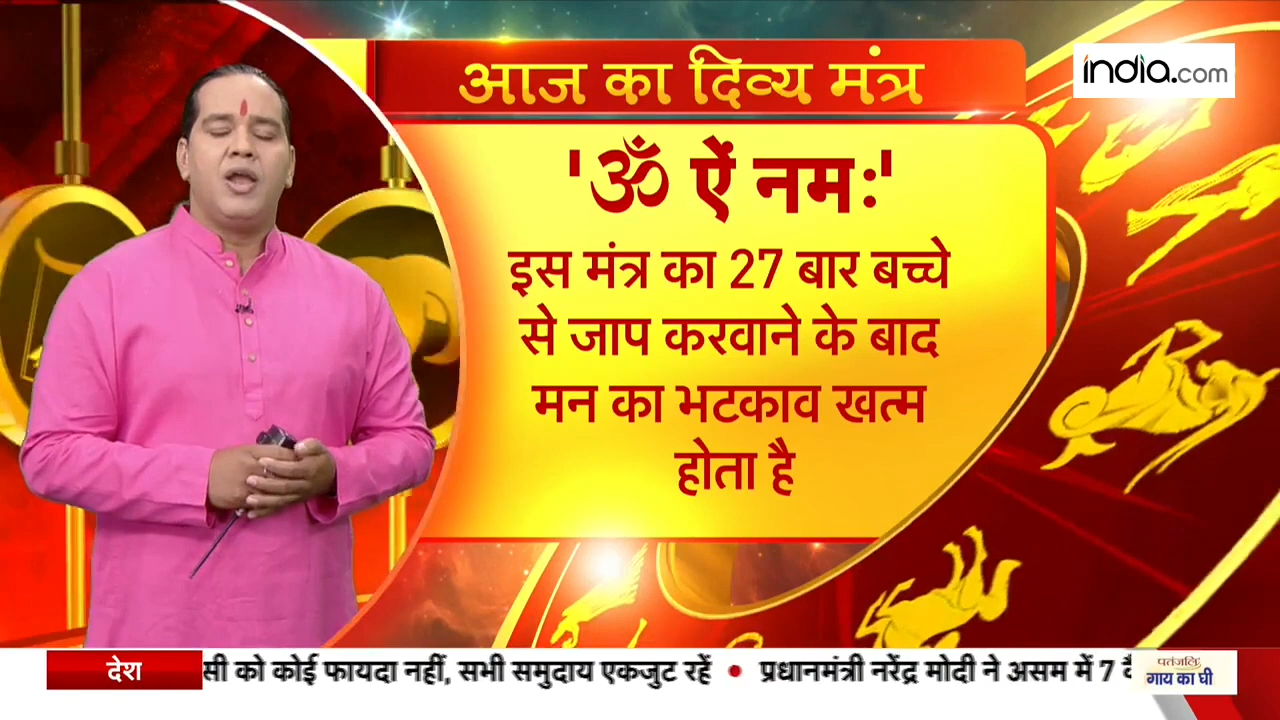 आज का दिव्य मंत्र
india.com
'ॐ ऐं नमः'
इस मंत्र का 27 बार बच्चे
से जाप करवाने के बाद
मन का भटकाव खत्म
होता है
देश
सी को कोई फायदा नहीं, सभी समुदाय एकजुट रहें • प्रधानमंत्री नरेंद्र मोदी ने असम में 7
पतंजलि
गाय का घी